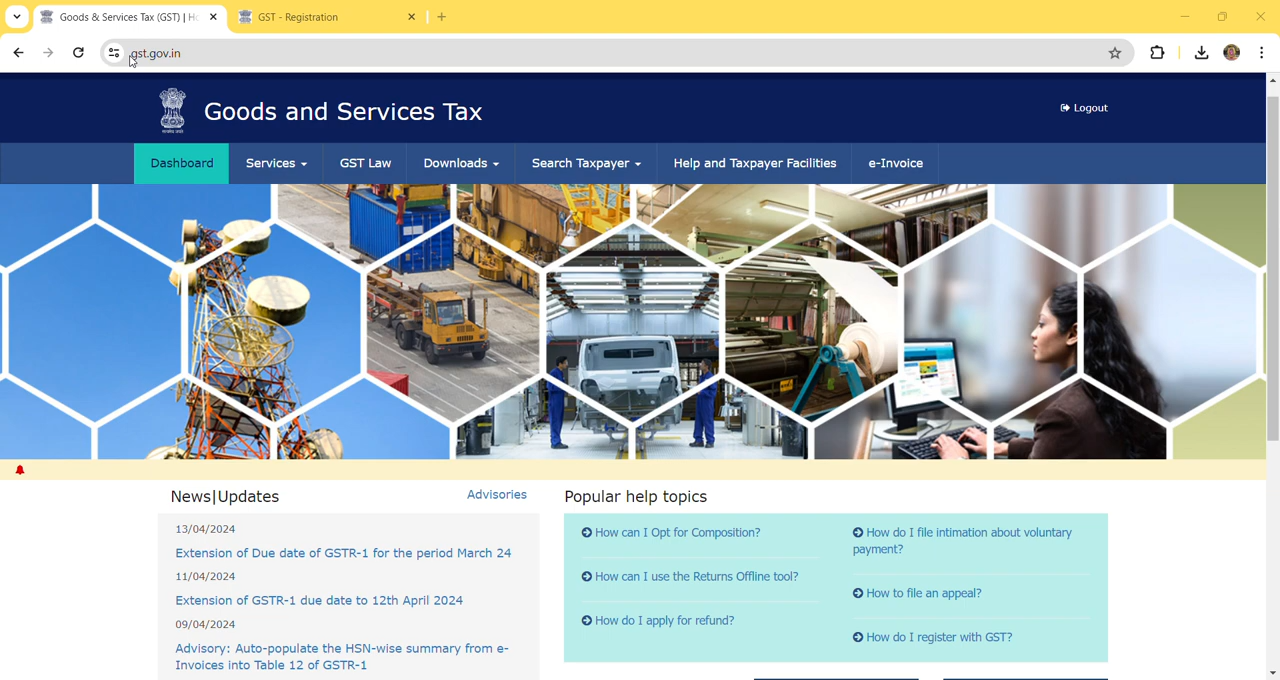 Goods & Services Tax (GST) | Ho
GST - Registration
gst.gov.in
Goods and Services Tax
Logout
Dashboard
Services
GST Law
Downloads
Search Taxpayer
Help and Taxpayer Facilities
e-Invoice
News|Updates
Advisories
13/04/2024
Extension of Due date of GSTR-1 for the period March 24
11/04/2024
Extension of GSTR-1 due date to 12th April 2024
09/04/2024
Advisory: Auto-populate the HSN-wise summary from e-
Invoices into Table 12 of GSTR-1
Popular help topics
How can I Opt for Composition?
How can I use the Returns Offline tool?
How do I apply for refund?
How do I file intimation about voluntary
payment?
How to file an appeal?
How do I register with GST?